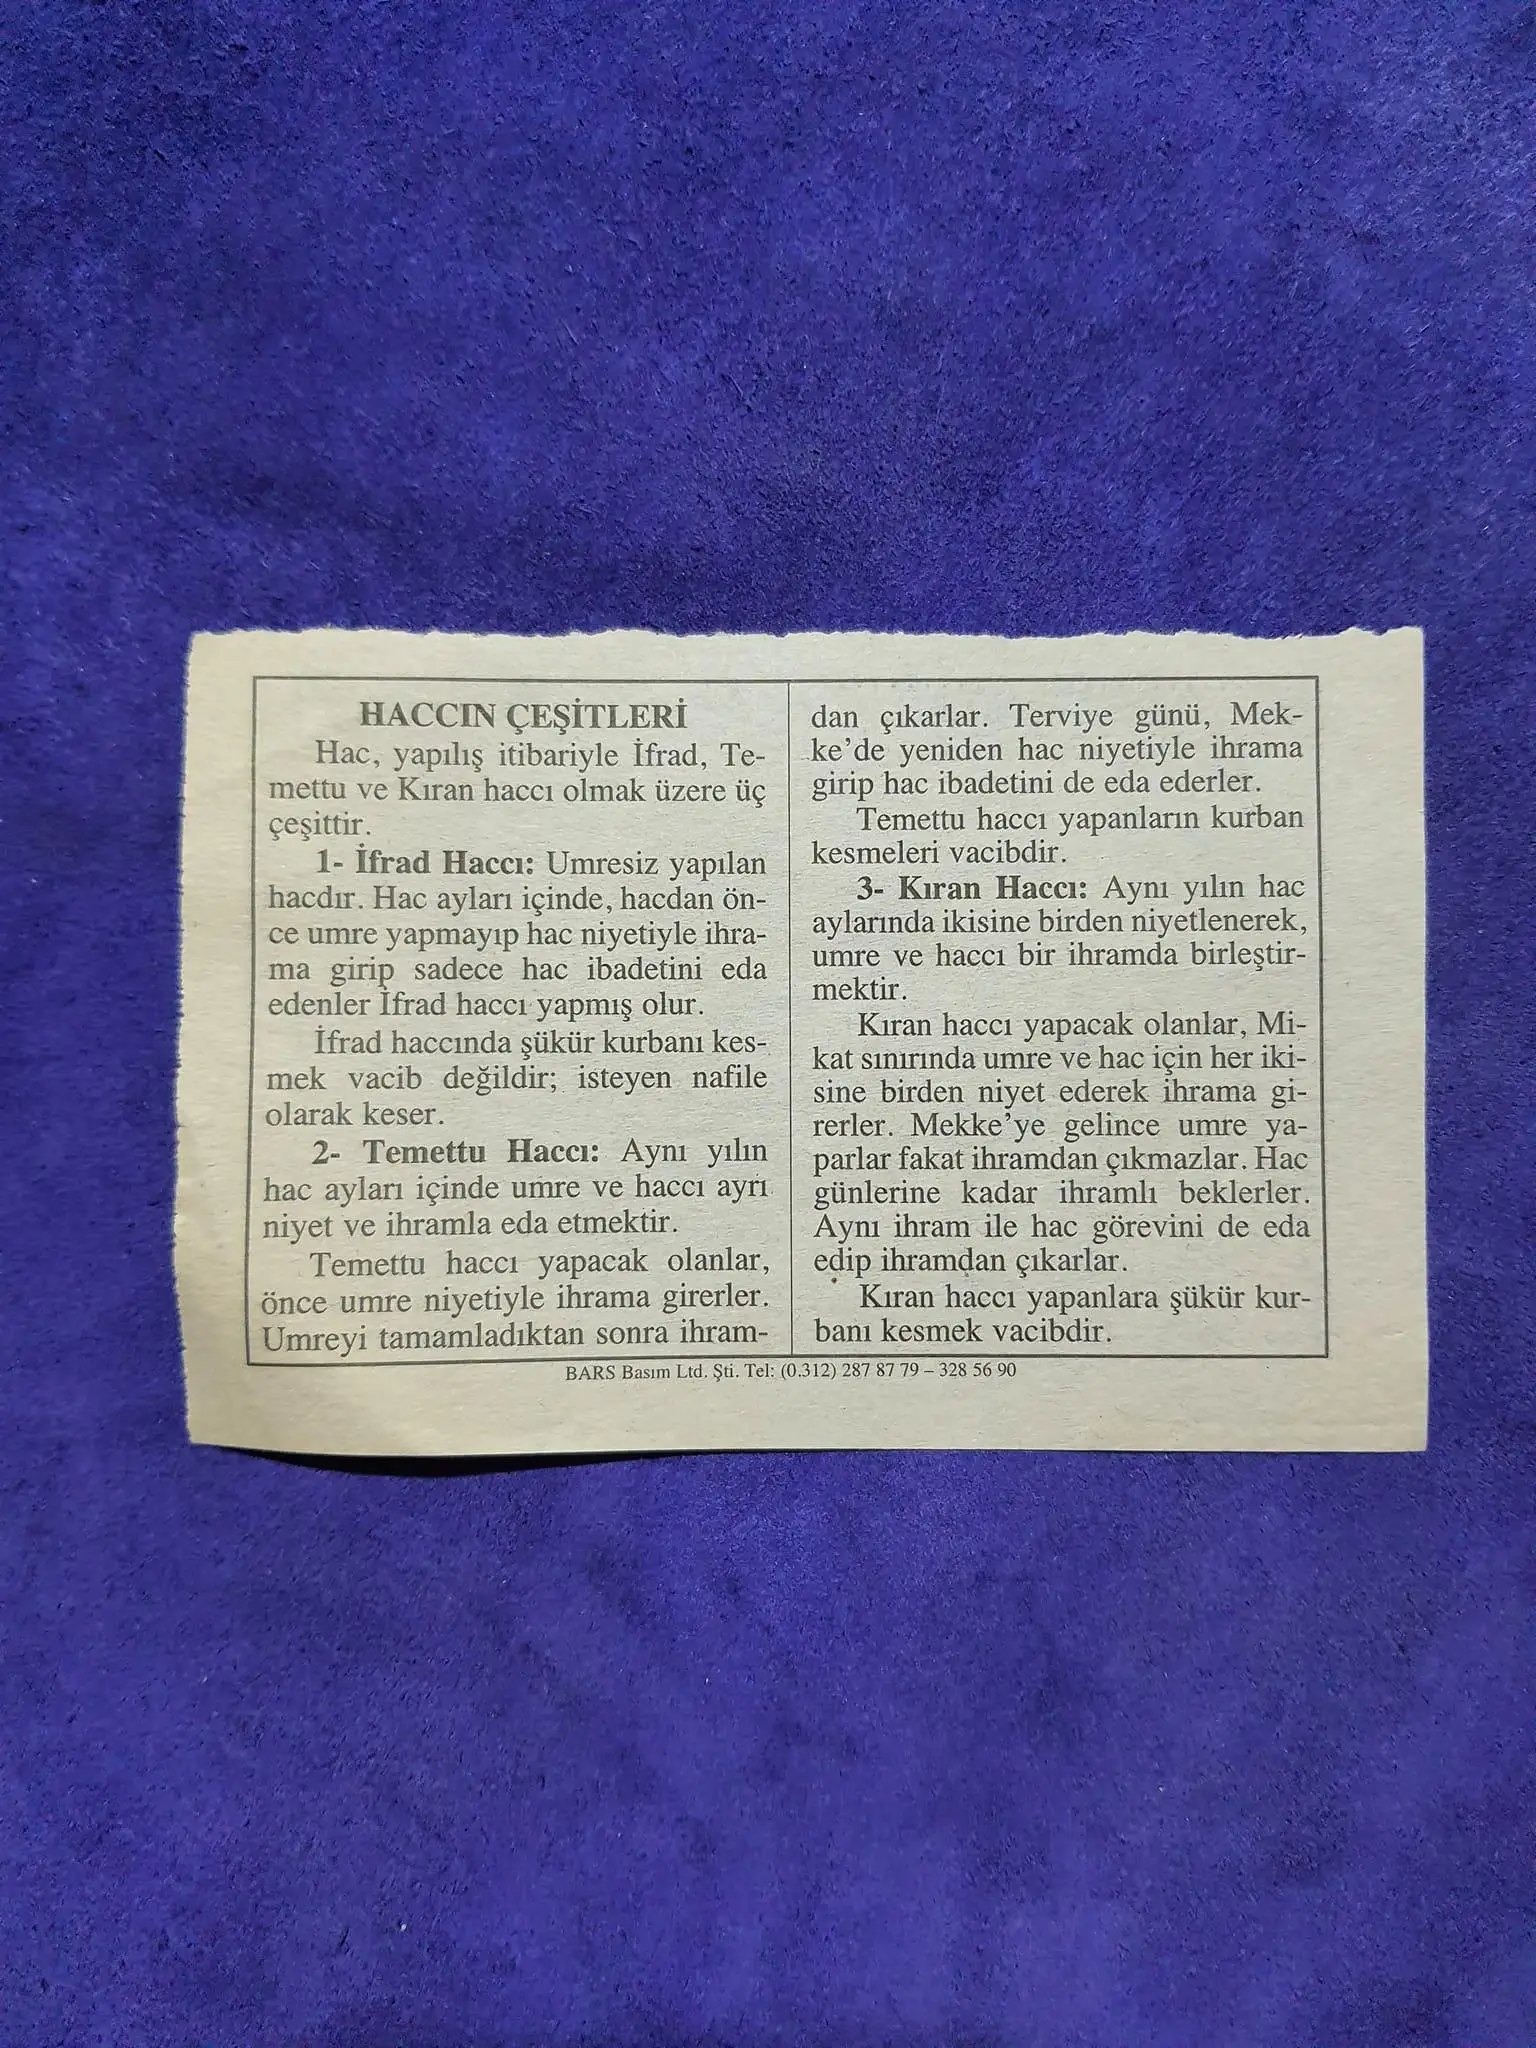 HACCIN ÇEŞİTLERİ
Hac, yapılış itibariyle İfrad, Te-
mettu ve Kıran haccı olmak üzere üç
çeşittir.
1- İfrad Haccı: Umresiz yapılan
hacdır. Hac ayları içinde, hacdan ön-
ce umre yapmayıp hac niyetiyle ihra-
ma girip sadece hac ibadetini eda
edenler İfrad haccı yapmış olur.
İfrad haccında şükür kurbanı kes-
mek vacib değildir; isteyen nafile
olarak keser.
2- Temettu Haccı: Aynı yılın
hac ayları içinde umre ve haccı ayrı
niyet ve ihramla eda etmektir.
Temettu haccı yapacak olanlar,
önce umre niyetiyle ihrama girerler.
Umreyi tamamladıktan sonra ihram-
dan çıkarlar. Terviye günü, Mek-
ke'de yeniden hac niyetiyle ihrama
girip hac ibadetini de eda ederler.
Temettu haccı yapanların kurban
kesmeleri vacibdir.
3- Kıran Haccı: Aynı yılın hac
aylarında ikisine birden niyetlenerek,
umre ve haccı bir ihramda birleştir-
mektir.
Kıran haccı yapacak olanlar, Mi-
kat sınırında umre ve hac için her iki-
sine birden niyet ederek ihrama gi-
rerler. Mekke'ye gelince umre ya-
parlar fakat ihramdan çıkmazlar. Hac
günlerine kadar ihramlı beklerler.
Aynı ihram ile hac görevini de eda
edip ihramdan çıkarlar.
Kıran haccı yapanlara şükür kur-
banı kesmek vacibdir.
BARS Basım Ltd. Şti. Tel: (0.312) 287 87 79 – 328 56 90